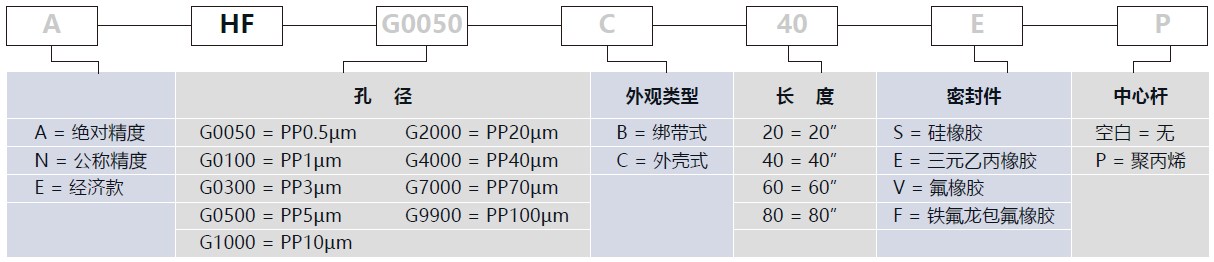 A HF G0050 C 40 E P
孔 径 外观类型 长 度 密封件 中心杆
A = 绝对精度 G0050 = PP0.5μm G2000 = PP20μm B = 绑带式 20 = 20″ S = 硅橡胶 空白 = 无
N = 公称精度 G0100 = PP1μm G4000 = PP40μm C = 外壳式 40 = 40″ E = 三元乙丙橡胶 P = 聚丙烯
E = 经济款 G0300 = PP3μm G7000 = PP70μm 60 = 60″ V = 氟橡胶
G0500 = PP5μm G9900 = PP100μm 80 = 80″ F = 铁氟龙包氟橡胶
G1000 = PP10μm